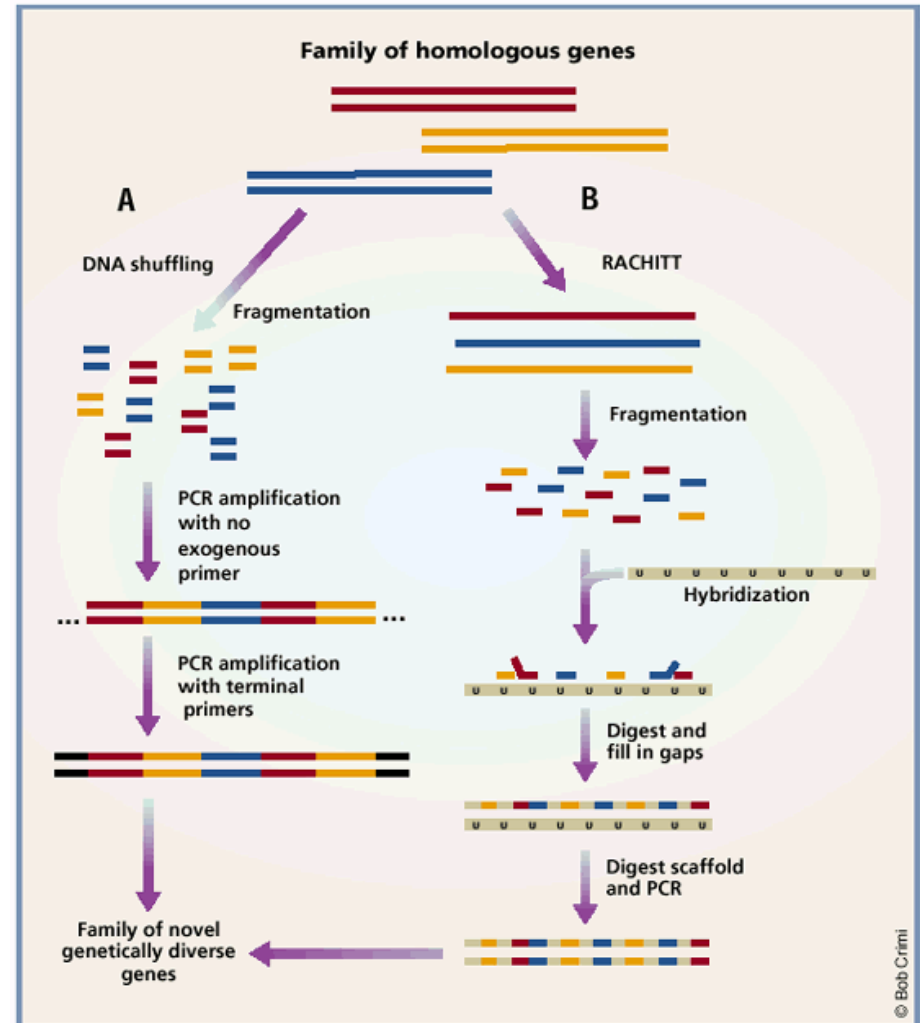 Family of homologous genes
A
B
DNA shuffling
RACHITT
Fragmentation
Fragmentation
PCR amplification
with no
exogenous
primer
U U U U U U U U U
Hybridization
... ...
PCR amplification
with terminal
primers
U U U U U U U U U
Digest and
fill in gaps
U U U U U U U U U
Digest scaffold
and PCR
Family of novel
genetically diverse
genes
© Bob Crimi